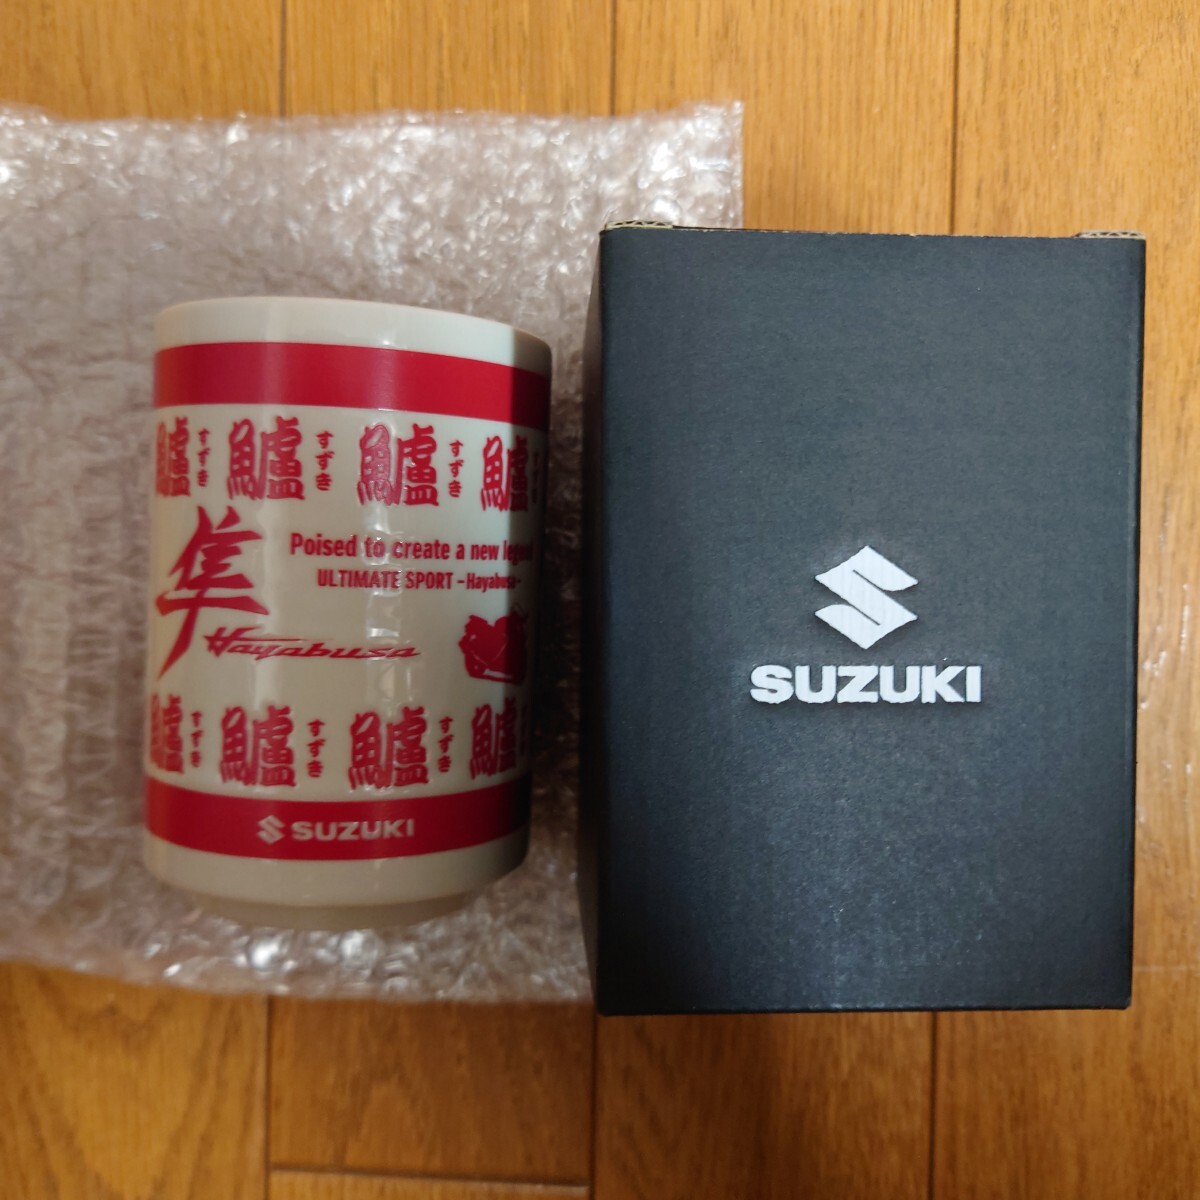 鱸 すずき 鱸 すずき 鱸 すずき 鱸
隼
Poised to create a new legend
ULTIMATE SPORT -Hayabusa-
Hayabusa
鱸 すずき 鱸 すずき 鱸 すずき 鱸
SUZUKI
SUZUKI